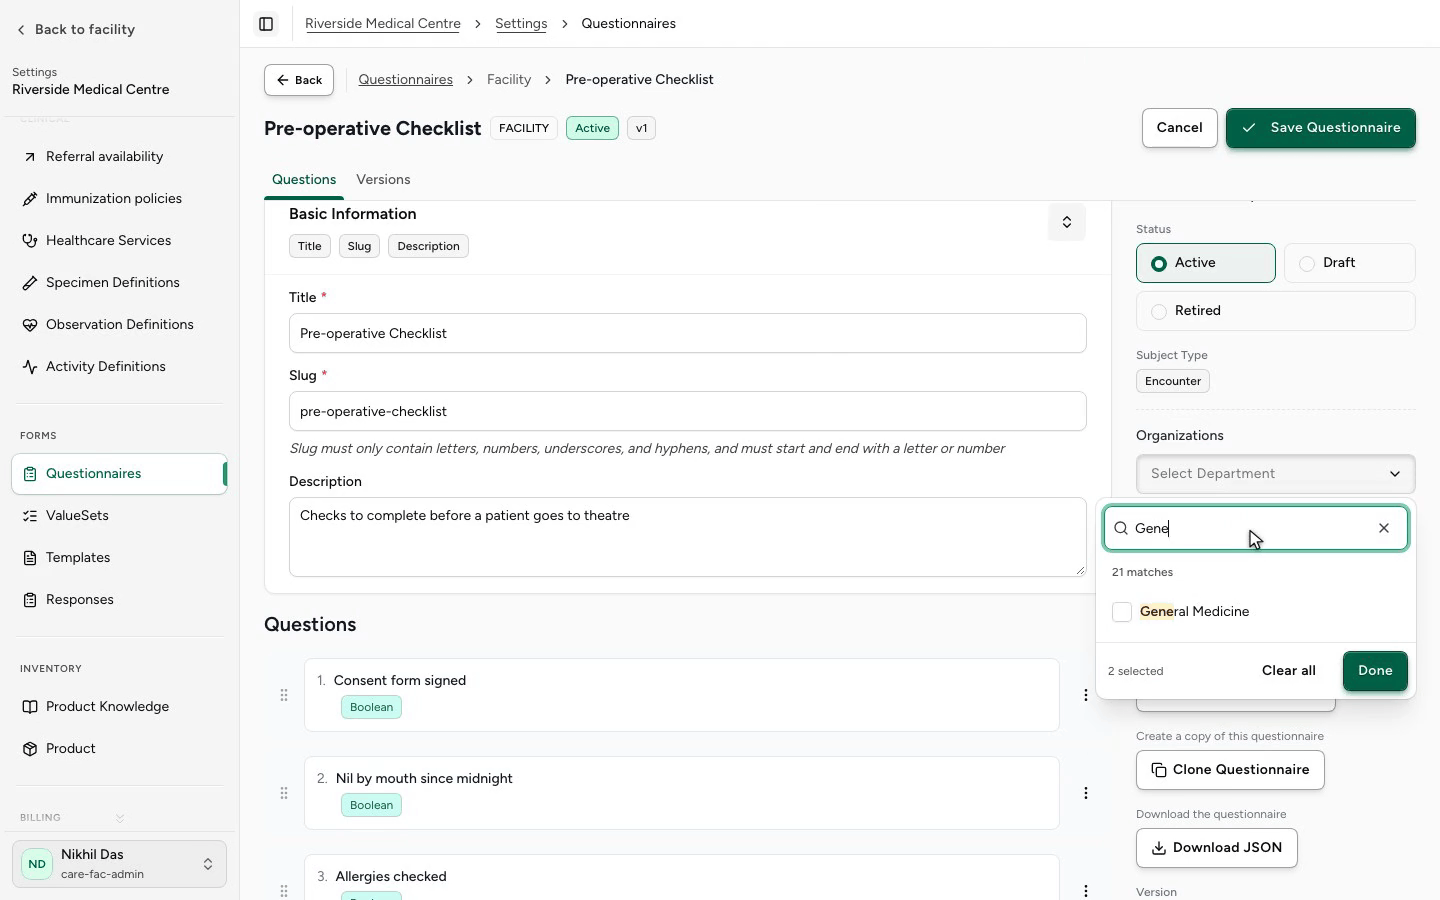 Back to facility
Settings
Riverside Medical Centre
CLINICAL
Referral availability
Immunization policies
Healthcare Services
Specimen Definitions
Observation Definitions
Activity Definitions
FORMS
Questionnaires
ValueSets
Templates
Responses
INVENTORY
Product Knowledge
Product
BILLING
ND
Nikhil Das
care-fac-admin
Riverside Medical Centre > Settings > Questionnaires
Back
Questionnaires > Facility > Pre-operative Checklist
Pre-operative Checklist FACILITY Active v1
Cancel
Save Questionnaire
Questions Versions
Basic Information
Title Slug Description
Title *
Pre-operative Checklist
Slug *
pre-operative-checklist
Slug must only contain letters, numbers, underscores, and hyphens, and must start and end with a letter or number
Description
Checks to complete before a patient goes to theatre
Questions
1. Consent form signed
Boolean
2. Nil by mouth since midnight
Boolean
3. Allergies checked
Status
Active
Draft
Retired
Subject Type
Encounter
Organizations
Select Department
Gene
21 matches
General Medicine
2 selected
Clear all
Done
Create a copy of this questionnaire
Clone Questionnaire
Download the questionnaire
Download JSON
Version